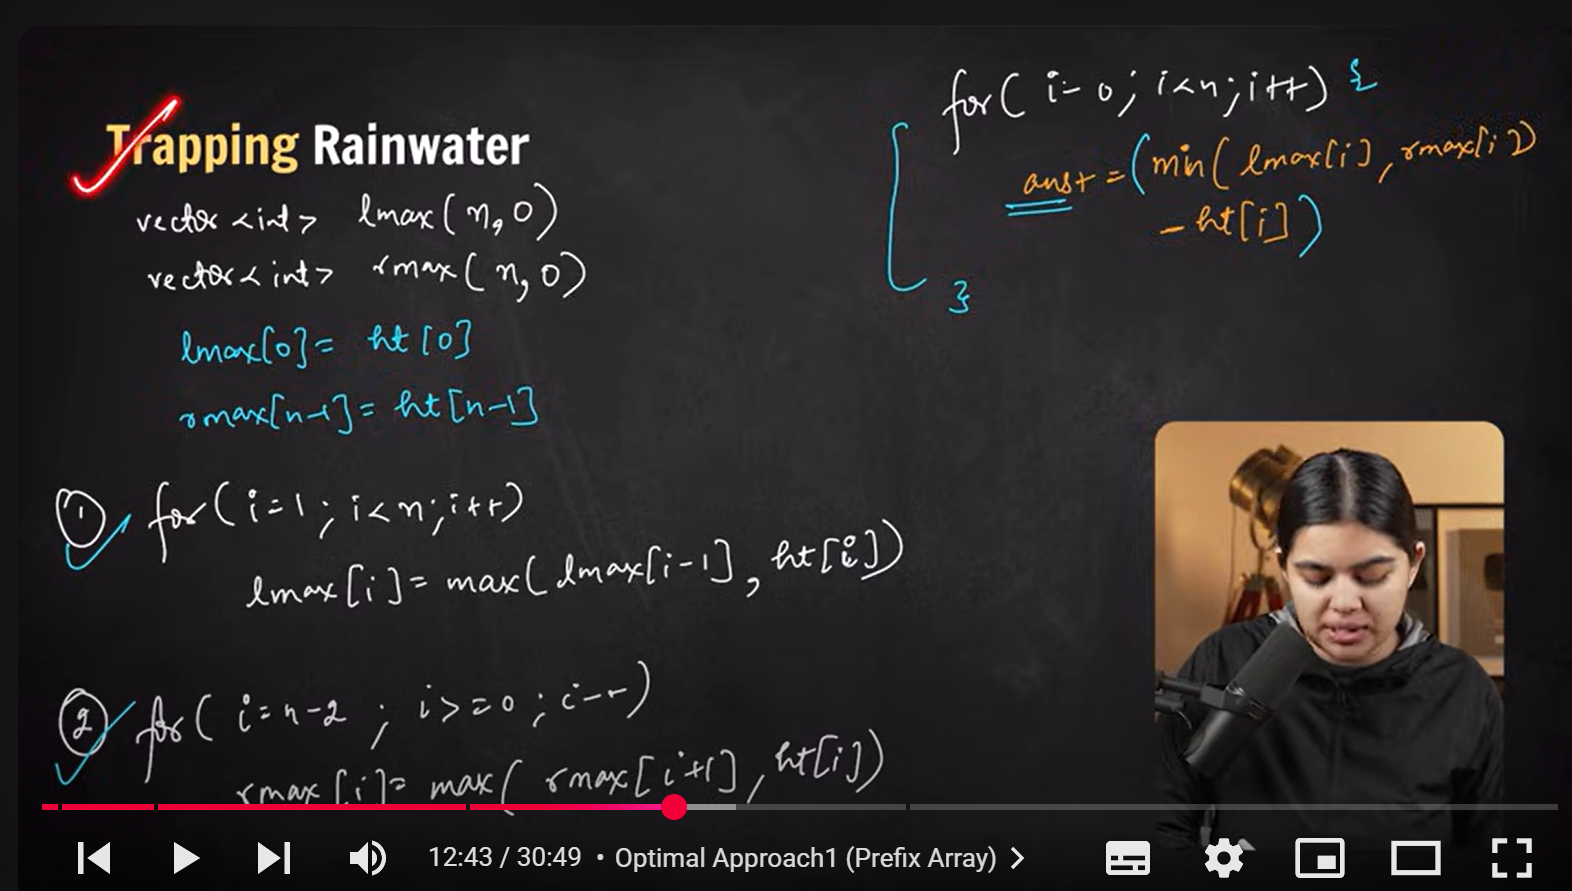 Trapping Rainwater
vector<int> lmax(n,0)
vector<int> rmax(n,0)
lmax[0]= ht[0]
rmax[n-1]= ht[n-1]
① for(i=1; i<n; i++)
lmax[i]= max(lmax[i-1], ht[i])
② for( i=n-2 ; i>=0 ; i--)
rmax[i]= max( rmax[i+1], ht[i])
for( i=0; i<n; i++) {
ans+=(min( lmax[i], rmax[i])
-ht[i])
}
12:43 / 30:49 • Optimal Approach1 (Prefix Array)